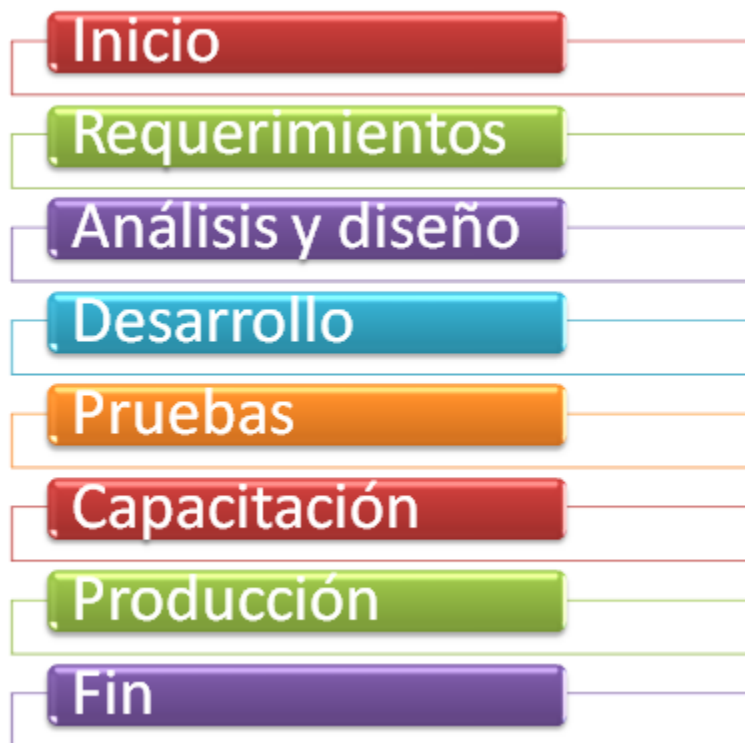 Inicio
Requerimientos
Análisis y diseño
Desarrollo
Pruebas
Capacitación
Producción
Fin